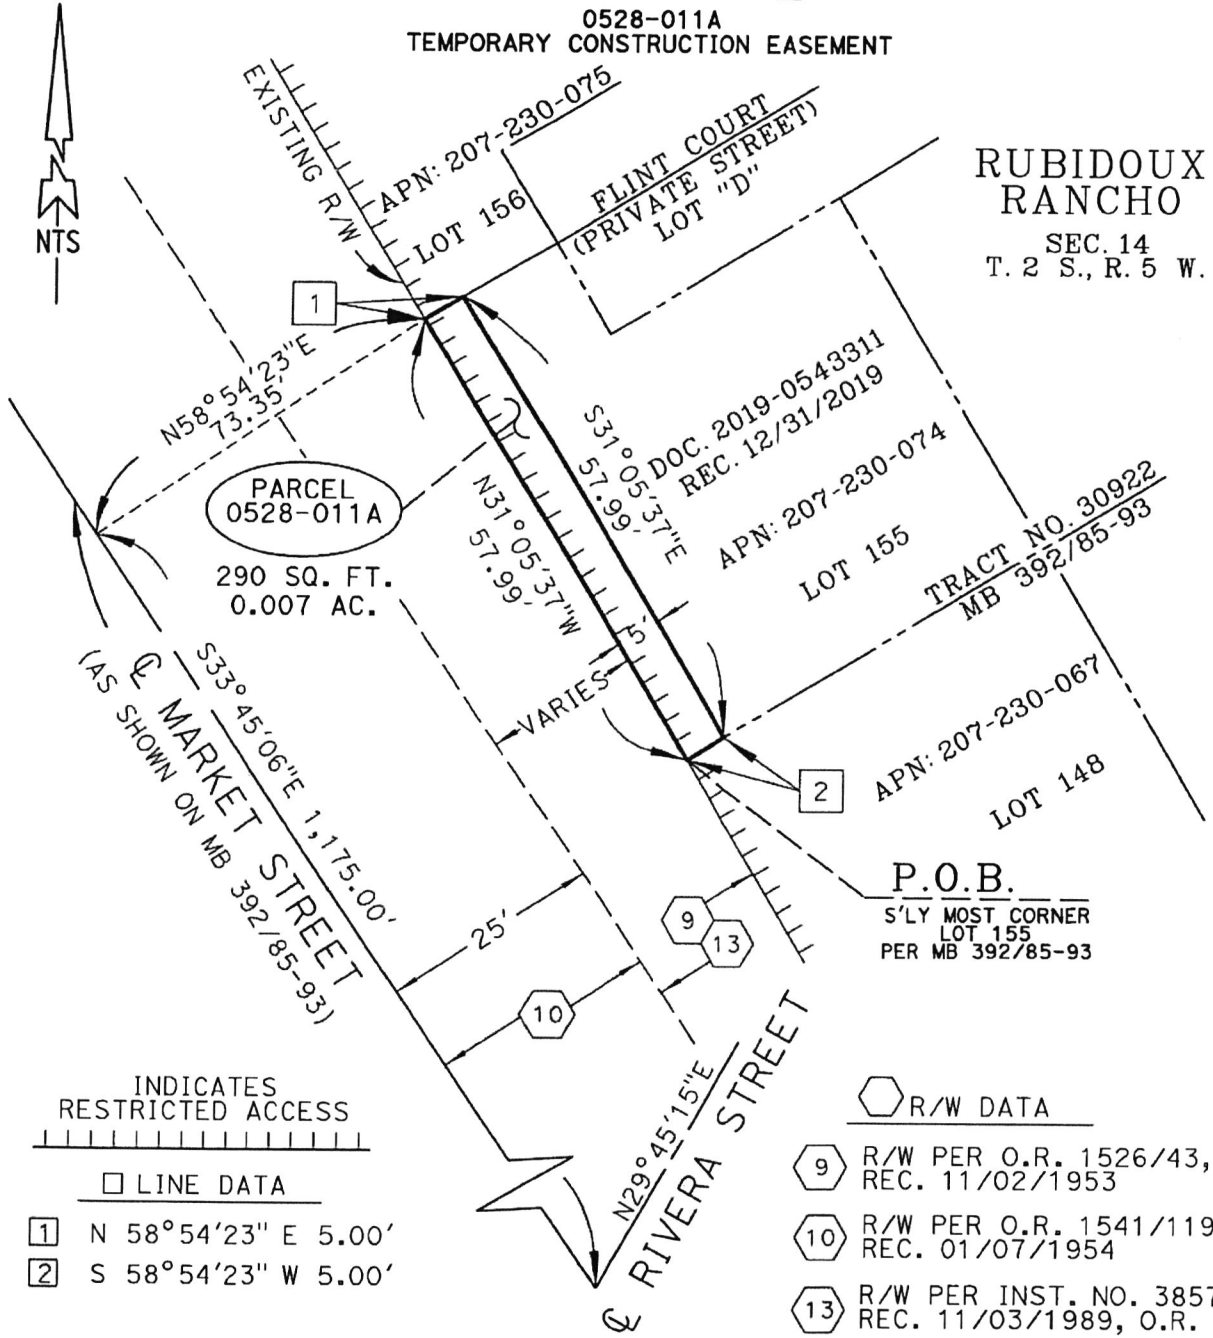 0528-011A
TEMPORARY CONSTRUCTION EASEMENT
NTS
EXISTING R/W
APN: 207-230-075
LOT 156
FLINT COURT
(PRIVATE STREET)
LOT "D"
RUBIDOUX
RANCHO
SEC. 14
T. 2 S., R. 5 W.
1
N58°54'23"E
73.35'
PARCEL
0528-011A
290 SQ. FT.
0.007 AC.
N31°05'37"W
57.99'
S31°05'37"E
57.99'
DOC. 2019-0543311
REC. 12/31/2019
APN: 207-230-074
LOT 155
TRACT NO. 30922
MB 392/85-93
5'
VARIES
2
APN: 207-230-067
LOT 148
P.O.B.
S'LY MOST CORNER
LOT 155
PER MB 392/85-93
S33°45'06"E 1,175.00'
℄ MARKET STREET
(AS SHOWN ON MB 392/85-93)
25'
9
13
10
N29°45'15"E
℄ RIVERA STREET
INDICATES
RESTRICTED ACCESS
LINE DATA
1 N 58°54'23" E 5.00'
2 S 58°54'23" W 5.00'
R/W DATA
9 R/W PER O.R. 1526/43,
REC. 11/02/1953
10 R/W PER O.R. 1541/119
REC. 01/07/1954
13 R/W PER INST. NO. 3857
REC. 11/03/1989, O.R.